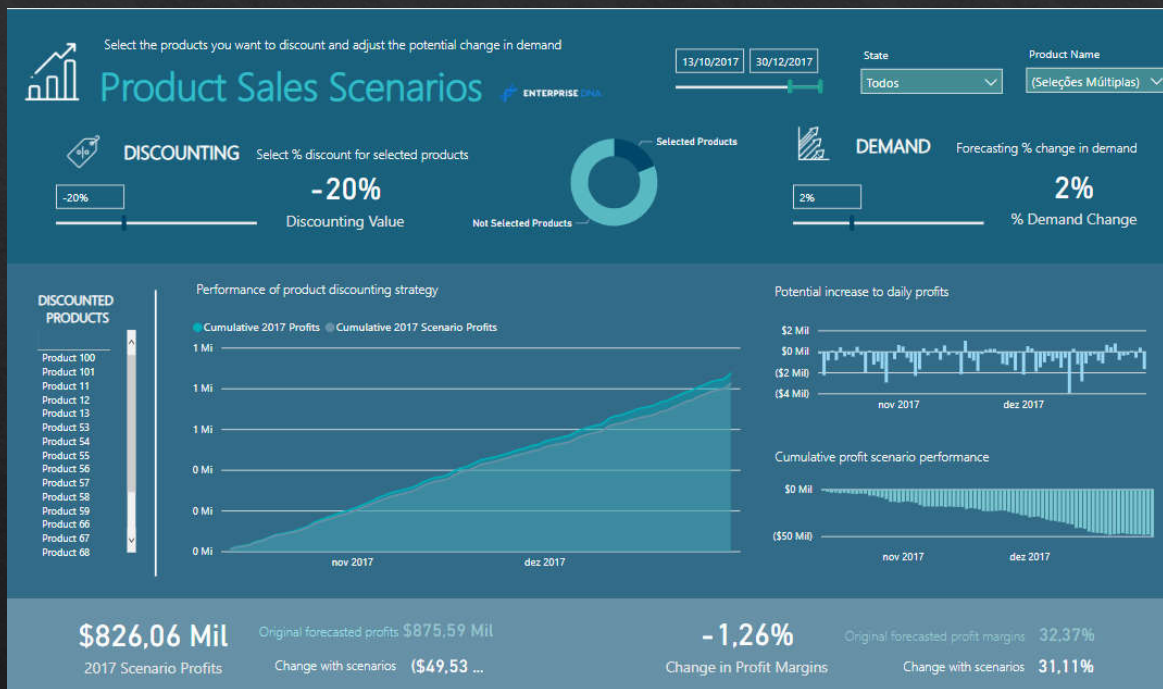 Select the products you want to discount and adjust the potential change in demand
Product Sales Scenarios
ENTERPRISE DNA
13/10/2017
30/12/2017
State
Todos
Product Name
(Seleções Múltiplas)
DISCOUNTING
Select % discount for selected products
-20%
-20%
Discounting Value
Selected Products
Not Selected Products
DEMAND
Forecasting % change in demand
2%
2%
% Demand Change
DISCOUNTED
PRODUCTS
Product 100
Product 101
Product 11
Product 12
Product 13
Product 53
Product 54
Product 55
Product 56
Product 57
Product 58
Product 59
Product 66
Product 67
Product 68
Performance of product discounting strategy
Cumulative 2017 Profits
Cumulative 2017 Scenario Profits
1 Mi
1 Mi
1 Mi
0 Mi
0 Mi
0 Mi
nov 2017
dez 2017
Potential increase to daily profits
$2 Mil
$0 Mil
($2 Mil)
($4 Mil)
nov 2017
dez 2017
Cumulative profit scenario performance
$0 Mil
($50 Mil)
nov 2017
dez 2017
$826,06 Mil
2017 Scenario Profits
Original forecasted profits $875,59 Mil
Change with scenarios ($49,53 ...
-1,26%
Change in Profit Margins
Original forecasted profit margins 32,37%
Change with scenarios 31,11%